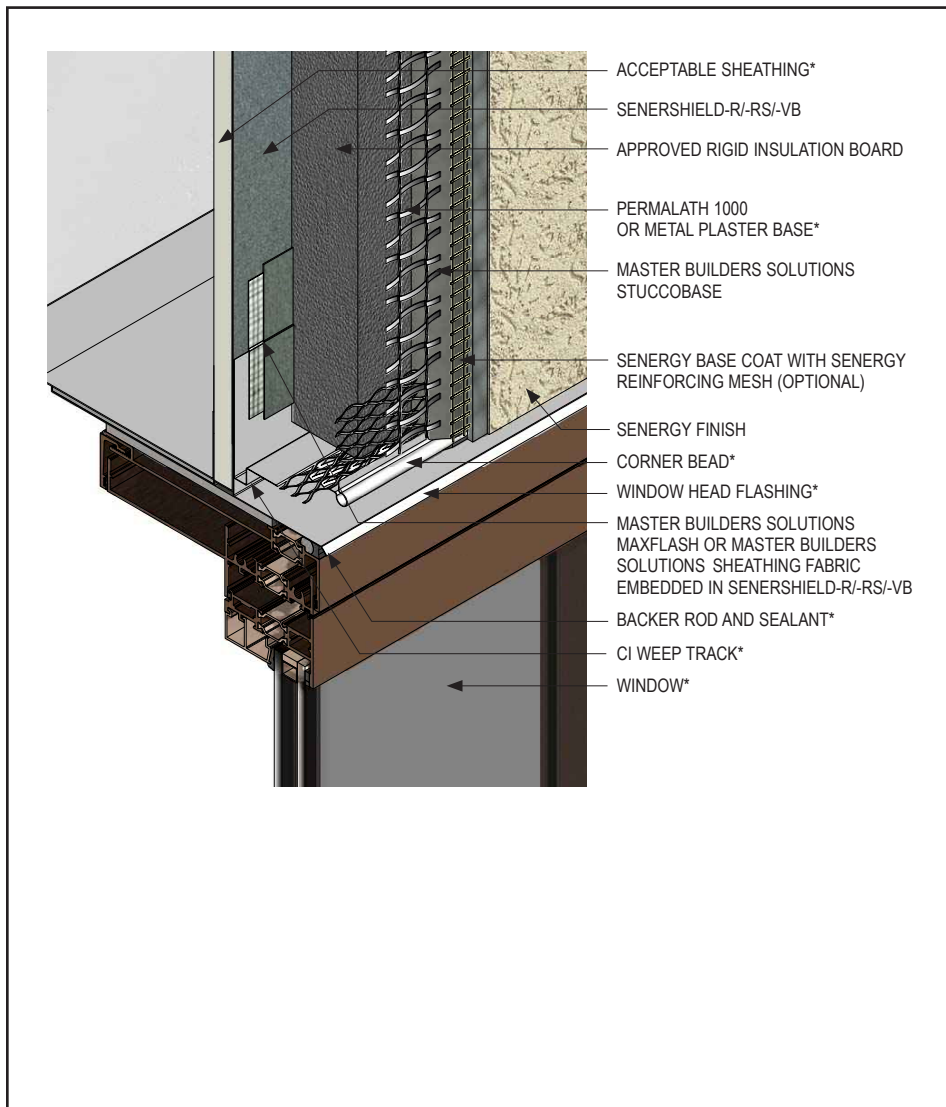 ACCEPTABLE SHEATHING*
SENERSHIELD-R/-RS/-VB
APPROVED RIGID INSULATION BOARD
PERMALATH 1000
OR METAL PLASTER BASE*
MASTER BUILDERS SOLUTIONS
STUCCOBASE
SENERGY BASE COAT WITH SENERGY
REINFORCING MESH (OPTIONAL)
SENERGY FINISH
CORNER BEAD*
WINDOW HEAD FLASHING*
MASTER BUILDERS SOLUTIONS
MAXFLASH OR MASTER BUILDERS
SOLUTIONS SHEATHING FABRIC
EMBEDDED IN SENERSHIELD-R/-RS/-VB
BACKER ROD AND SEALANT*
CI WEEP TRACK*
WINDOW*